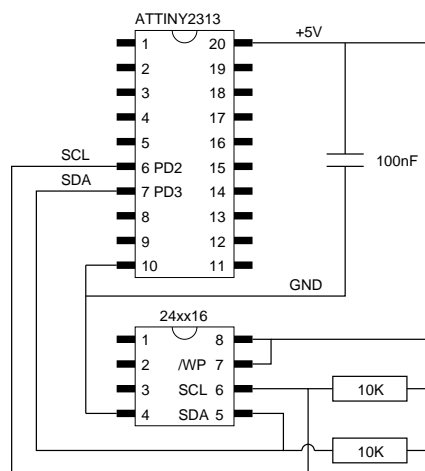 ATTINY2313
1 20 +5V
2 19
3 18
4 17
5 16
SCL 6 PD2 15 100nF
SDA 7 PD3 14
8 13
9 12
10 11
GND
24xx16
1 8
2 /WP 7
3 SCL 6 10K
4 SDA 5
10K